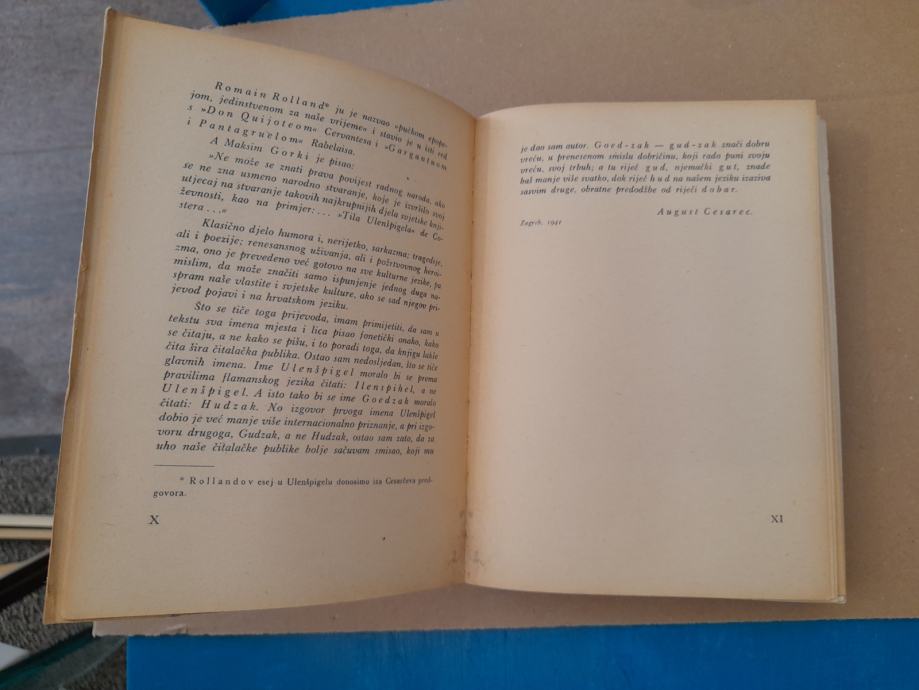 Romain Rolland* ju je nazvao »pučkom epope-
jom, jedinstvenom za naše vrijeme« i stavio je u isti red
s »Don Quijoteom« Cervantesa i »Gargantuom
i Pantagruelom« Rabelaisa.
A Maksim Gorki je pisao:
»Ne može se znati prava povijest radnog naroda, ako
se ne zna usmeno narodno stvaranje, koje je izvršilo svoj
utjecaj na stvaranje takovih najkrupnijih djela svjetske knji-
ževnosti, kao na primjer: ... »Tila Ulenšpigela« de Co-
stera ...«
Klasično djelo humora i, nerijetko, sarkazma; tragedije,
ali i poezije; renesansnog uživanja, ali i požrtvovnog heroi-
zma, ono je prevedeno već gotovo na sve kulturne jezike, pa
mislim, da može značiti samo ispunjenje jednog duga na-
spram naše vlastite i svjetske kulture, ako se sad njegov pri-
jevod pojavi i na hrvatskom jeziku.
Što se tiče toga prijevoda, imam primijetiti, da sam u
tekstu sva imena mjesta i lica pisao fonetički onako, kako
se čitaju, a ne kako se pišu, i to poradi toga, da knjigu lakše
čita šira čitalačka publika. Ostao sam nedosljedan, što se tiče
glavnih imena. Ime Ulenšpigel moralo bi se prema
pravilima flamanskog jezika čitati: Ilenspihel, a ne
Ulenšpigel. A isto tako bi se ime Goedzak moralo
čitati: Hudzak. No izgovor prvoga imena Ulenšpigel
dobio je već manje više internacionalno priznanje, a pri izgo-
voru drugoga, Gudzak, a ne Hudzak, ostao sam zato, da za
uho naše čitalačke publike bolje sačuvam smisao, koji mu
* Rollandov esej u Ulenšpigelu donosimo iza Cesarčeva pred-
govora.
X
je dao sam autor. Goed-zak — gud-zak znači dobru
vreću, u prenesenom smislu dobričinu, koji rado puni svoju
vreću, svoj trbuh; a tu riječ gud, njemački gut, znade
bal manje više svatko, dok riječ hud na našem jeziku izaziva
sasvim druge, obratne predodžbe od riječi dobar.
August Cesarec.
Zagreb, 1941
XI